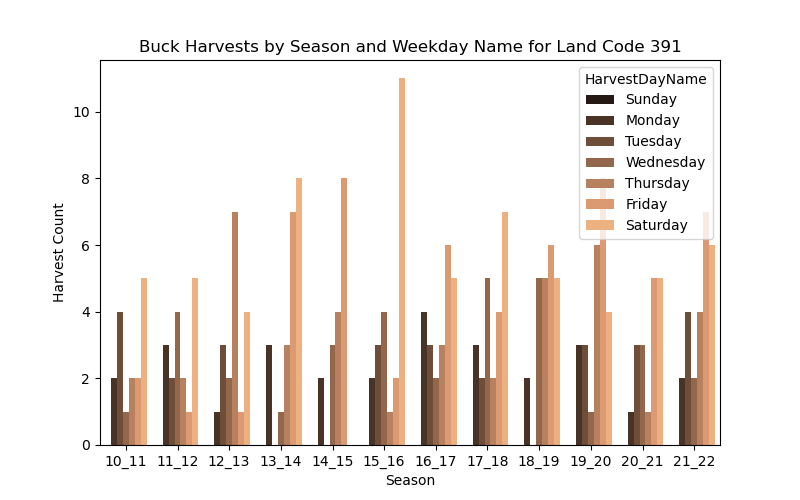 Buck Harvests by Season and Weekday Name for Land Code 391
HarvestDayName
Sunday
Monday
Tuesday
Wednesday
Thursday
Friday
Saturday
Harvest Count
10
8
6
4
2
0
10_11 11_12 12_13 13_14 14_15 15_16 16_17 17_18 18_19 19_20 20_21 21_22
Season